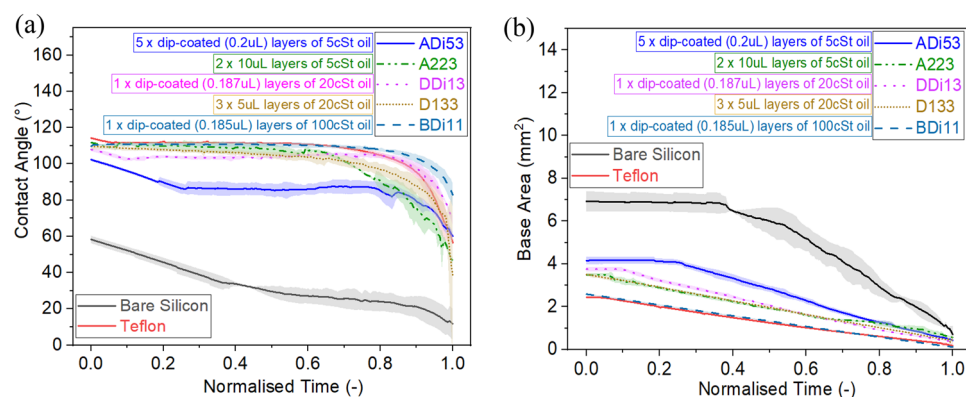 (a)
5 x dip-coated (0.2uL) layers of 5cSt oil
ADi53
2 x 10uL layers of 5cSt oil
A223
1 x dip-coated (0.187uL) layers of 20cSt oil
DDi13
3 x 5uL layers of 20cSt oil
D133
1 x dip-coated (0.185uL) layers of 100cSt oil
BDi11
160
140
120
100
80
60
40
20
0
Contact Angle (°)
Bare Silicon
Teflon
0.0
0.2
0.4
0.6
0.8
1.0
Normalised Time (-)
(b)
5 x dip-coated (0.2uL) layers of 5cSt oil
ADi53
2 x 10uL layers of 5cSt oil
A223
1 x dip-coated (0.187uL) layers of 20cSt oil
DDi13
3 x 5uL layers of 20cSt oil
D133
1 x dip-coated (0.185uL) layers of 100cSt oil
BDi11
14
12
10
8
6
4
2
0
Base Area (mm²)
Bare Silicon
Teflon
0.0
0.2
0.4
0.6
0.8
1.0
Normalised Time (-)